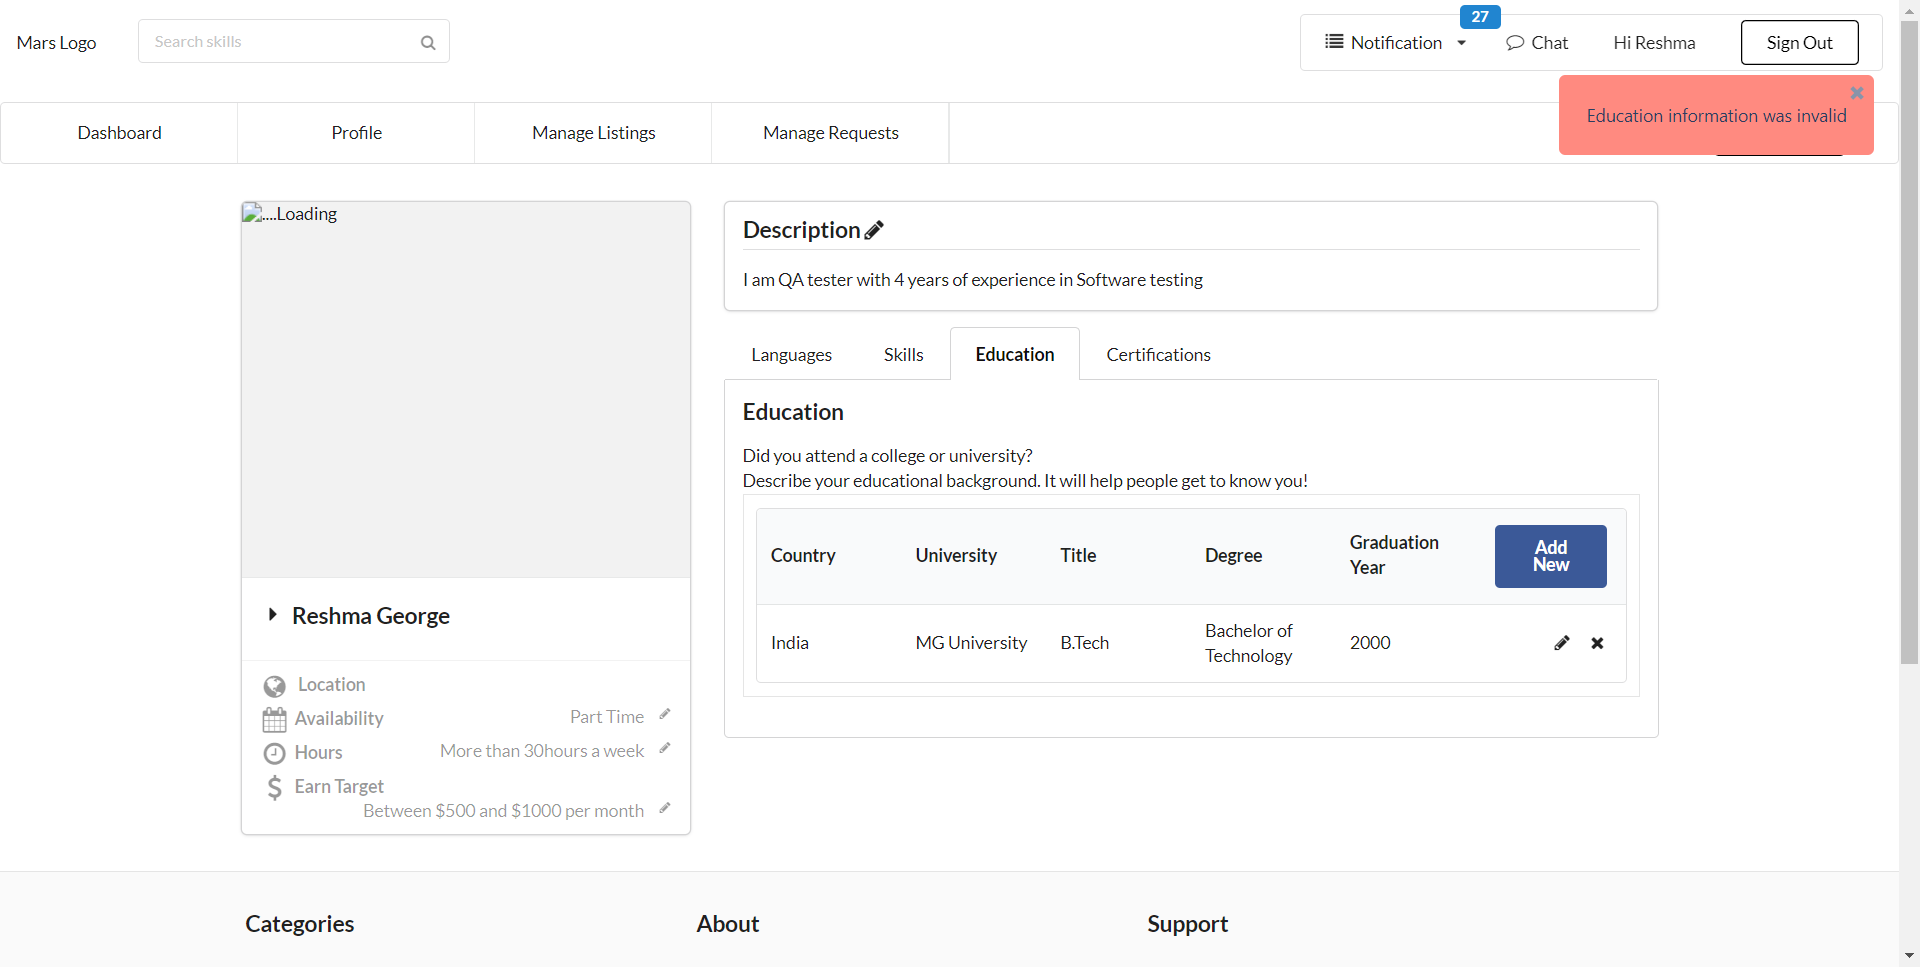 27
Mars Logo
Search skills
Notification
Chat
Hi Reshma
Sign Out
Education information was invalid
Dashboard
Profile
Manage Listings
Manage Requests
....Loading
Reshma George
Location
Availability
Part Time
Hours
More than 30hours a week
Earn Target
Between $500 and $1000 per month
Description
I am QA tester with 4 years of experience in Software testing
Languages
Skills
Education
Certifications
Education
Did you attend a college or university?
Describe your educational background. It will help people get to know you!
Country
University
Title
Degree
Graduation
Year
Add
New
India
MG University
B.Tech
Bachelor of
Technology
2000
Categories
About
Support